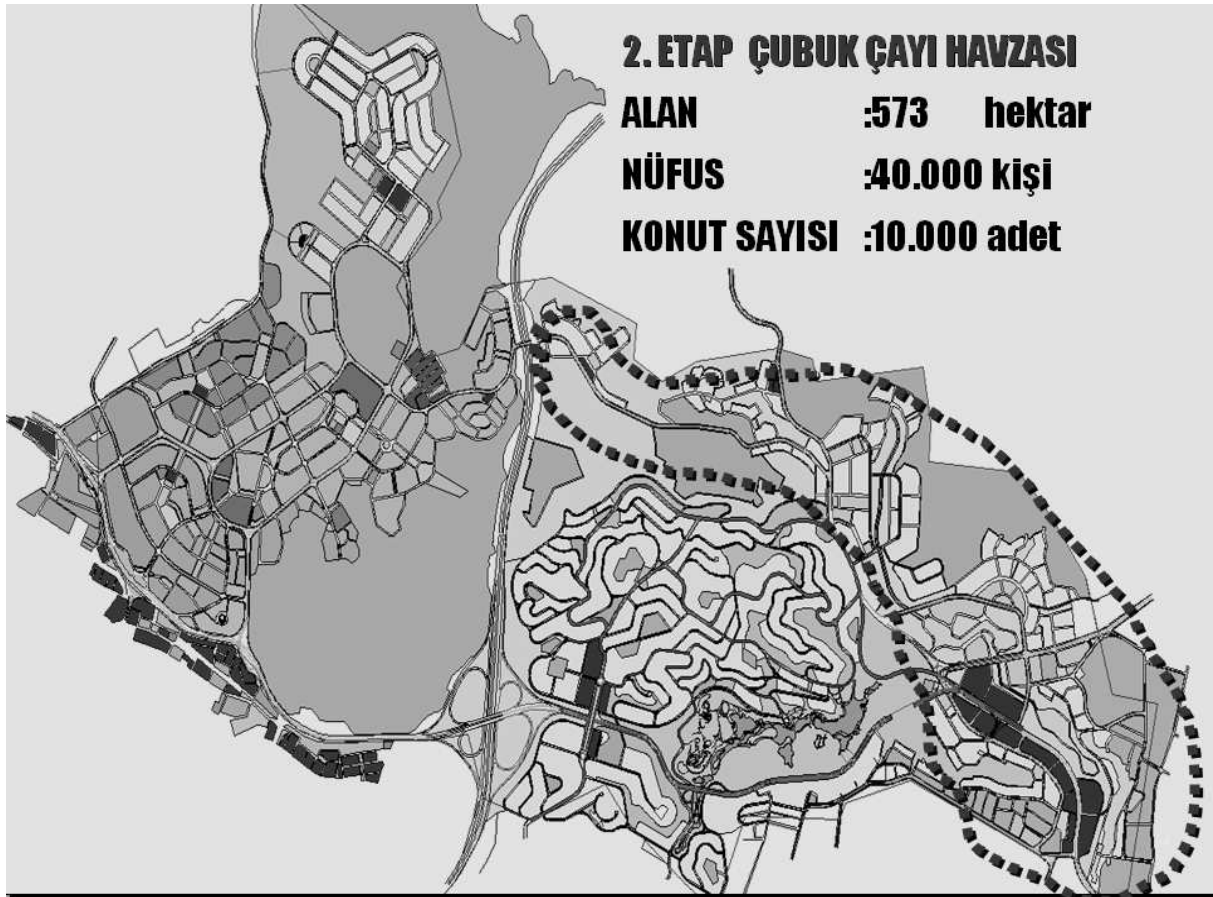 2. ETAP ÇUBUK ÇAYI HAVZASI
ALAN :573 hektar
NÜFUS :40.000 kişi
KONUT SAYISI :10.000 adet